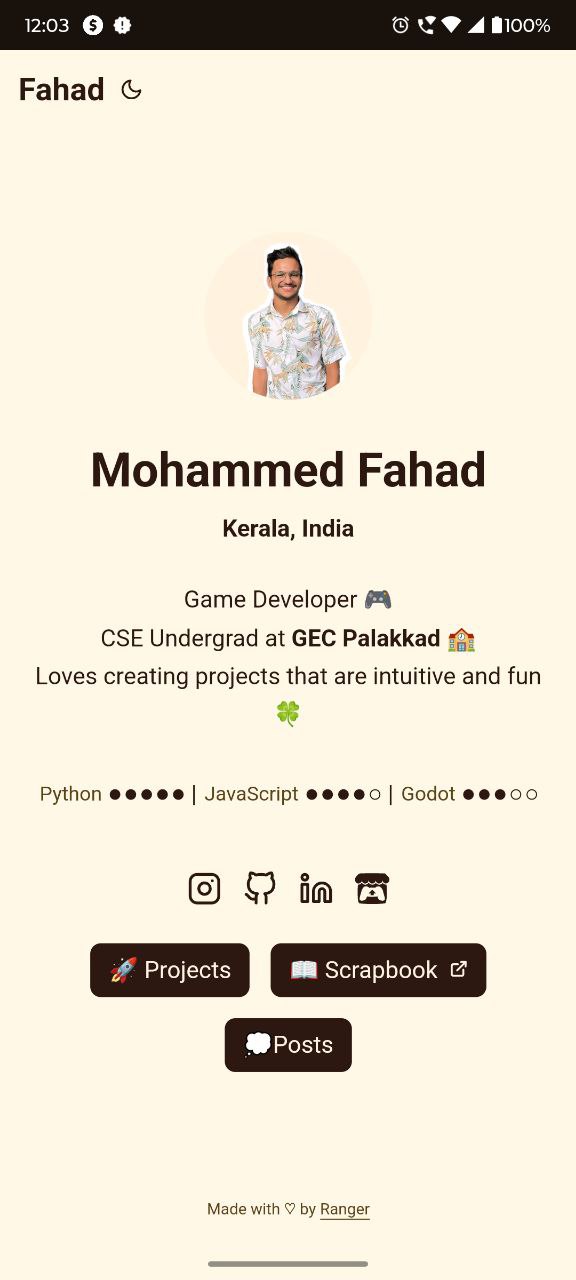 12:03
100%
Fahad
Mohammed Fahad
Kerala, India
Game Developer 🎮
CSE Undergrad at GEC Palakkad 🏫
Loves creating projects that are intuitive and fun
🍀
Python ●●●●● | JavaScript ●●●●○ | Godot ●●●○○
🚀 Projects
📖 Scrapbook
💭Posts
Made with ♡ by Ranger